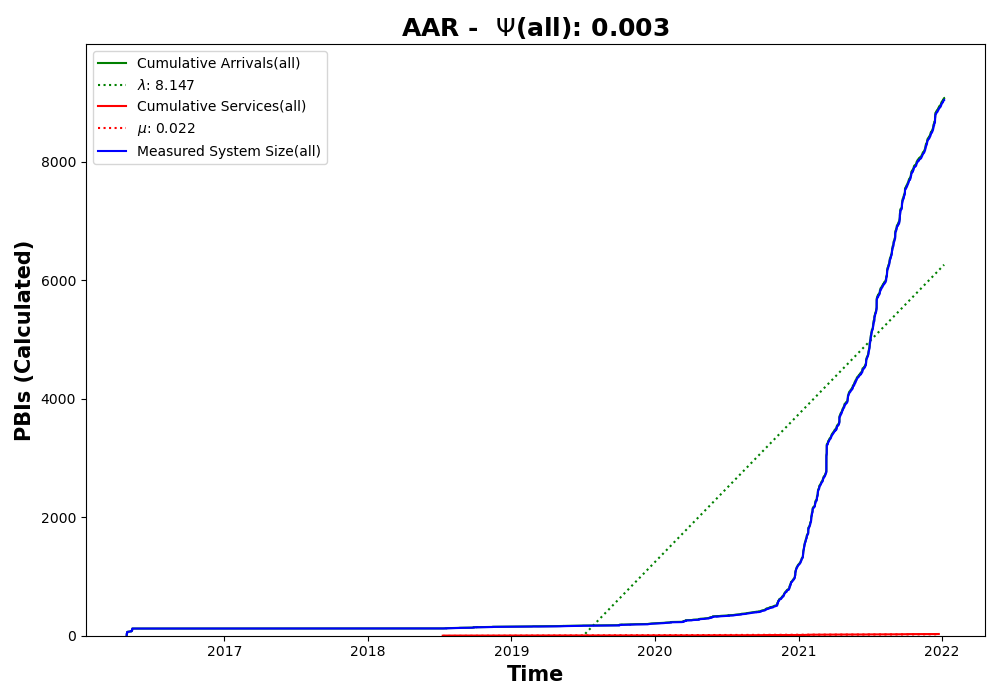 AAR - Ψ(all): 0.003
Cumulative Arrivals(all)
λ: 8.147
Cumulative Services(all)
μ: 0.022
Measured System Size(all)
PBIs (Calculated)
8000
6000
4000
2000
0
2017 2018 2019 2020 2021 2022
Time